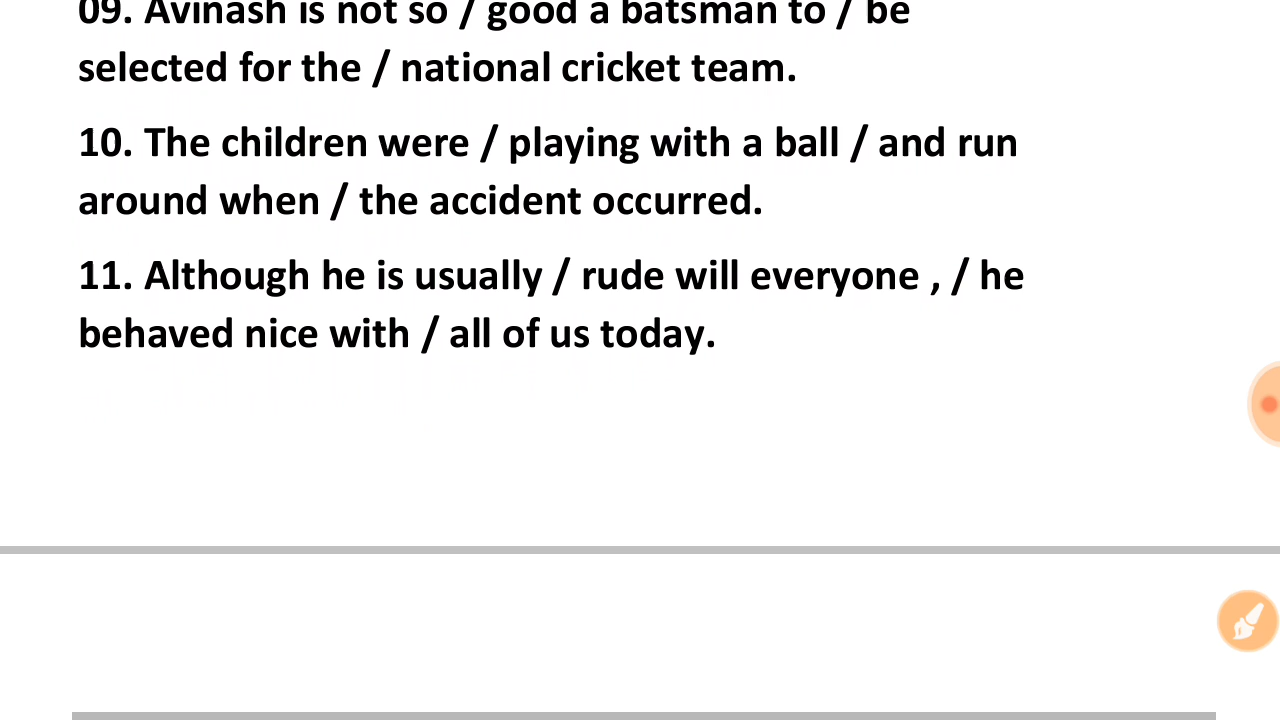 09. Avinash is not so / good a batsman to / be
selected for the / national cricket team.
10. The children were / playing with a ball / and run
around when / the accident occurred.
11. Although he is usually / rude will everyone , / he
behaved nice with / all of us today.